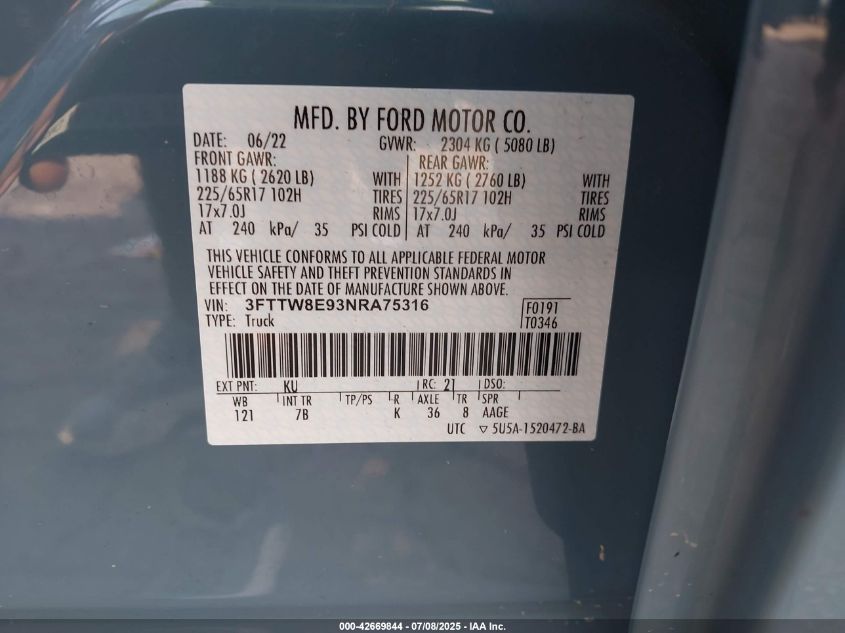 MFD. BY FORD MOTOR CO.
DATE: 06/22 GVWR: 2304 KG ( 5080 LB)
FRONT GAWR: REAR GAWR:
1188 KG ( 2620 LB) WITH 1252 KG ( 2760 LB) WITH
225/65R17 102H TIRES 225/65R17 102H TIRES
17x7.0J RIMS 17x7.0J RIMS
AT 240 kPa/ 35 PSI COLD AT 240 kPa/ 35 PSI COLD
THIS VEHICLE CONFORMS TO ALL APPLICABLE FEDERAL MOTOR
VEHICLE SAFETY AND THEFT PREVENTION STANDARDS IN
EFFECT ON THE DATE OF MANUFACTURE SHOWN ABOVE.
VIN: 3FTTW8E93NRA75316 F0191
TYPE: Truck T0346
EXT PNT: KU RC: 21 DSO:
WB INT TR TP/PS R AXLE TR SPR
121 7B K 36 8 AAGE
UTC ▽ 5U5A-1520472-BA
000-42669844 / 07/08/2025 - IAA Inc.